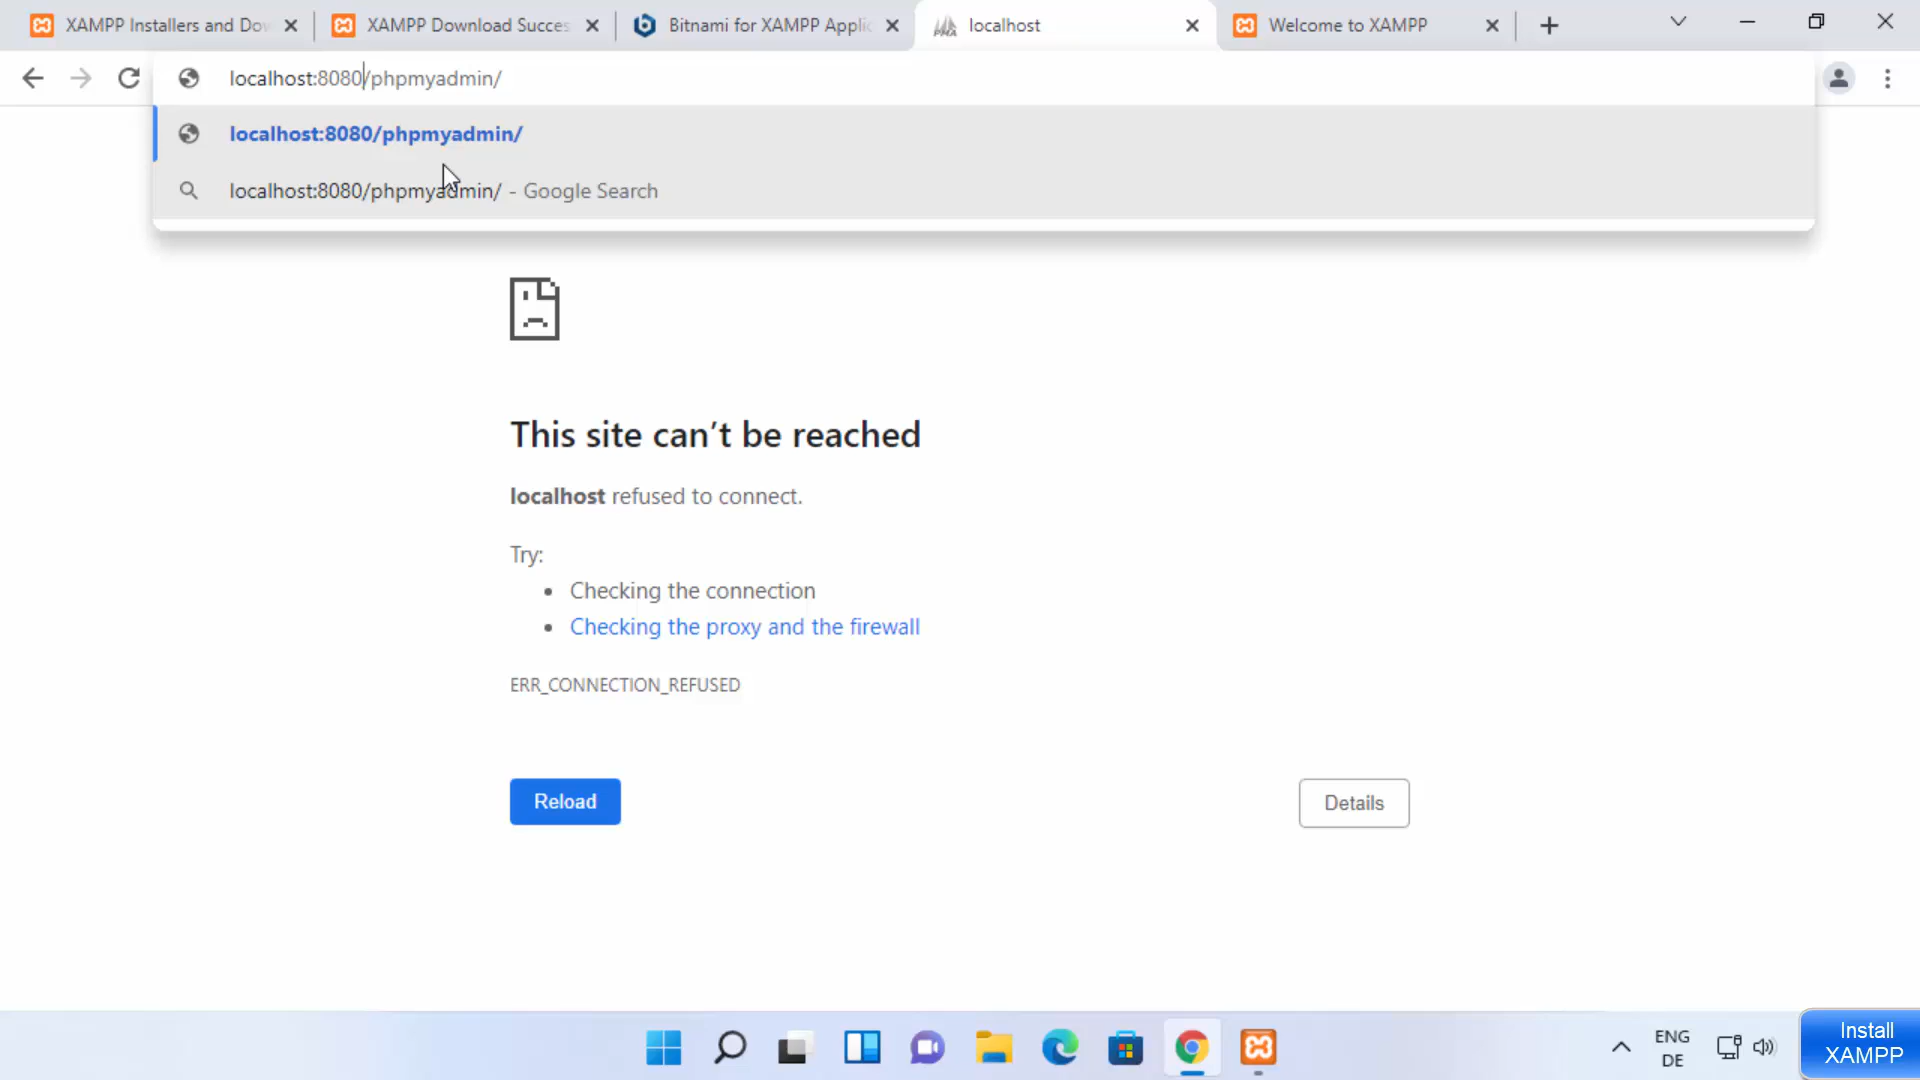 XAMPP Installers and Dow
XAMPP Download Succes
Bitnami for XAMPP Applic
localhost
Welcome to XAMPP
localhost:8080/phpmyadmin/
localhost:8080/phpmyadmin/
localhost:8080/phpmyadmin/ - Google Search
This site can't be reached
localhost refused to connect.
Try:
• Checking the connection
• Checking the proxy and the firewall
ERR_CONNECTION_REFUSED
Reload
Details
ENG
DE
Install
XAMPP